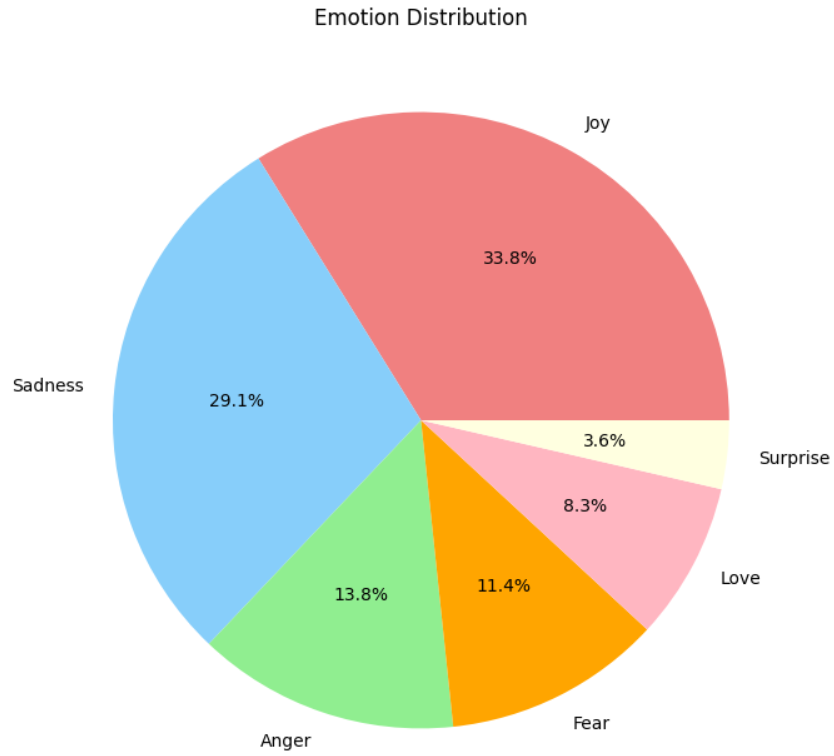 Emotion Distribution
Joy
33.8%
Sadness
29.1%
3.6%
Surprise
8.3%
Love
13.8%
11.4%
Fear
Anger